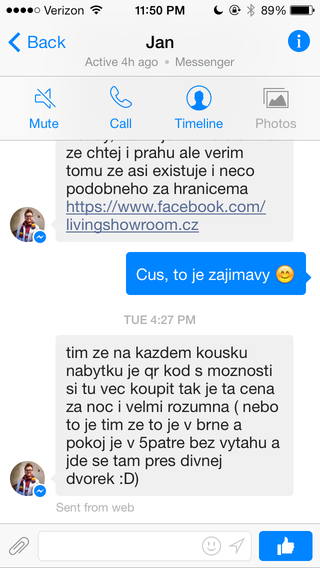 Verizon 11:50 PM 89%
Back Jan
Active 4h ago • Messenger
Mute Call Timeline Photos
ze chtej i prahu ale verim
tomu ze asi existuje i neco
podobneho za hranicema
https://www.facebook.com/
livingshowroom.cz
Cus, to je zajimavy 😊
TUE 4:27 PM
tim ze na kazdem kousku
nabytku je qr kod s moznosti
si tu vec koupit tak je ta cena
za noc i velmi rozumna ( nebo
to je tim ze to je v brne a
pokoj je v 5patre bez vytahu a
jde se tam pres divnej
dvorek :D)
Sent from web